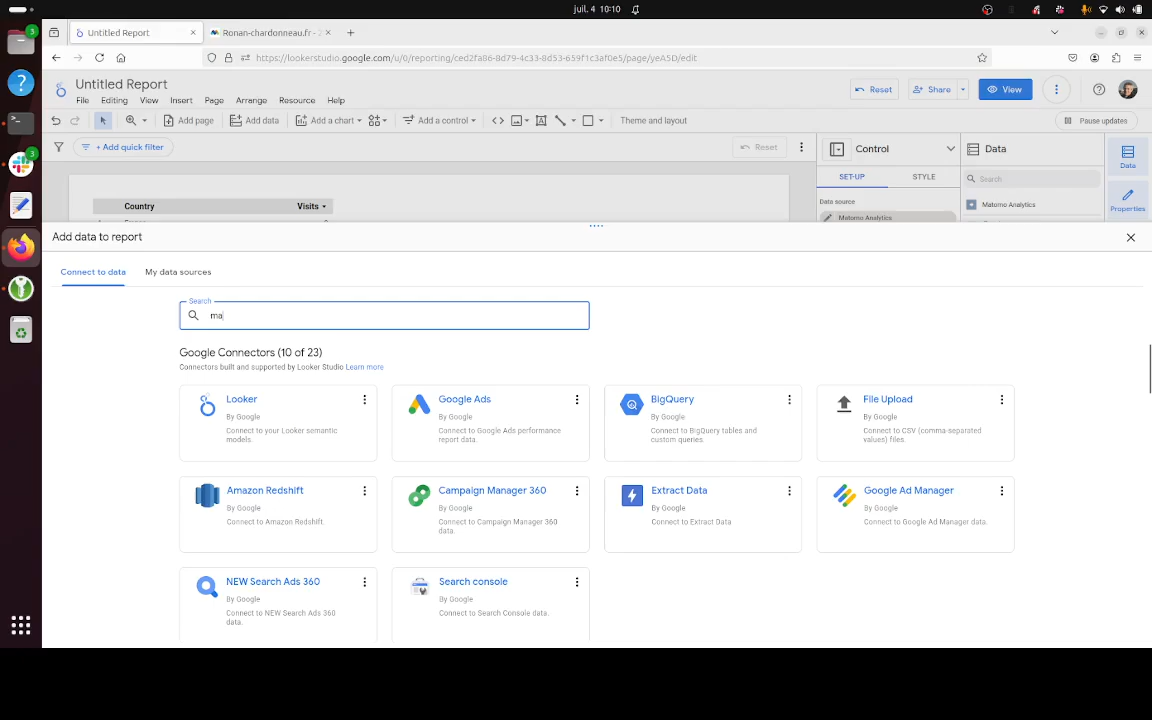 juil. 4 10:10
Untitled Report
Ronan-chardonneau.fr - 2
https://lookerstudio.google.com/u/0/reporting/ced2fa86-8d79-4c33-8d53-659f1c3af0e5/page/yeA5D/edit
Untitled Report
Reset
Share
View
File Editing View Insert Page Arrange Resource Help
Add page
Add data
Add a chart
Add a control
Theme and layout
Pause updates
+ Add quick filter
Reset
Control
Data
SET-UP
STYLE
Search
Data
Country
Visits
Data source
Matomo Analytics
Matomo Analytics
Properties
Add data to report
Connect to data
My data sources
Search
ma
Google Connectors (10 of 23)
Connectors built and supported by Looker Studio Learn more
Looker
By Google
Connect to your Looker semantic
models.
Google Ads
By Google
Connect to Google Ads performance
report data.
BigQuery
By Google
Connect to BigQuery tables and
custom queries.
File Upload
By Google
Connect to CSV (comma-separated
values) files.
Amazon Redshift
By Google
Connect to Amazon Redshift.
Campaign Manager 360
By Google
Connect to Campaign Manager 360
data.
Extract Data
By Google
Connect to Extract Data
Google Ad Manager
By Google
Connect to Google Ad Manager data.
NEW Search Ads 360
By Google
Connect to NEW Search Ads 360
data.
Search console
By Google
Connect to Search Console data.
3
3